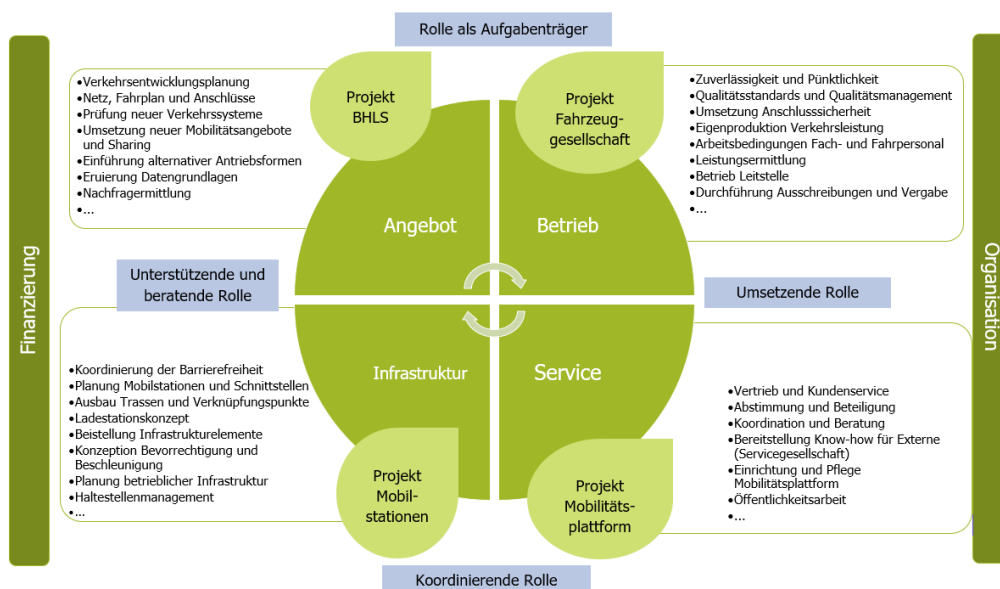 Rolle als Aufgabenträger
Finanzierung
•Verkehrsentwicklungsplanung
•Netz, Fahrplan und Anschlüsse
•Prüfung neuer Verkehrssysteme
•Umsetzung neuer Mobilitätsangebote
und Sharing
•Einführung alternativer Antriebsformen
•Eruierung Datengrundlagen
•Nachfragermittlung
•...
Projekt
BHLS
Projekt
Fahrzeug-
gesellschaft
•Zuverlässigkeit und Pünktlichkeit
•Qualitätsstandards und Qualitätsmanagement
•Umsetzung Anschlusssicherheit
•Eigenproduktion Verkehrsleistung
•Arbeitsbedingungen Fach- und Fahrpersonal
•Leistungsermittlung
•Betrieb Leitstelle
•Durchführung Ausschreibungen und Vergabe
•...
Organisation
Angebot
Betrieb
Unterstützende und
beratende Rolle
Umsetzende Rolle
Infrastruktur
Service
•Koordinierung der Barrierefreiheit
•Planung Mobilstationen und Schnittstellen
•Ausbau Trassen und Verknüpfungspunkte
•Ladestationskonzept
•Beistellung Infrastrukturelemente
•Konzeption Bevorrechtigung und
Beschleunigung
•Planung betrieblicher Infrastruktur
•Haltestellenmanagement
•...
Projekt
Mobil-
stationen
Projekt
Mobilitäts-
plattform
•Vertrieb und Kundenservice
•Abstimmung und Beteiligung
•Koordination und Beratung
•Bereitstellung Know-how für Externe
(Servicegesellschaft)
•Einrichtung und Pflege
Mobilitätsplattform
•Öffentlichkeitsarbeit
•...
Koordinierende Rolle